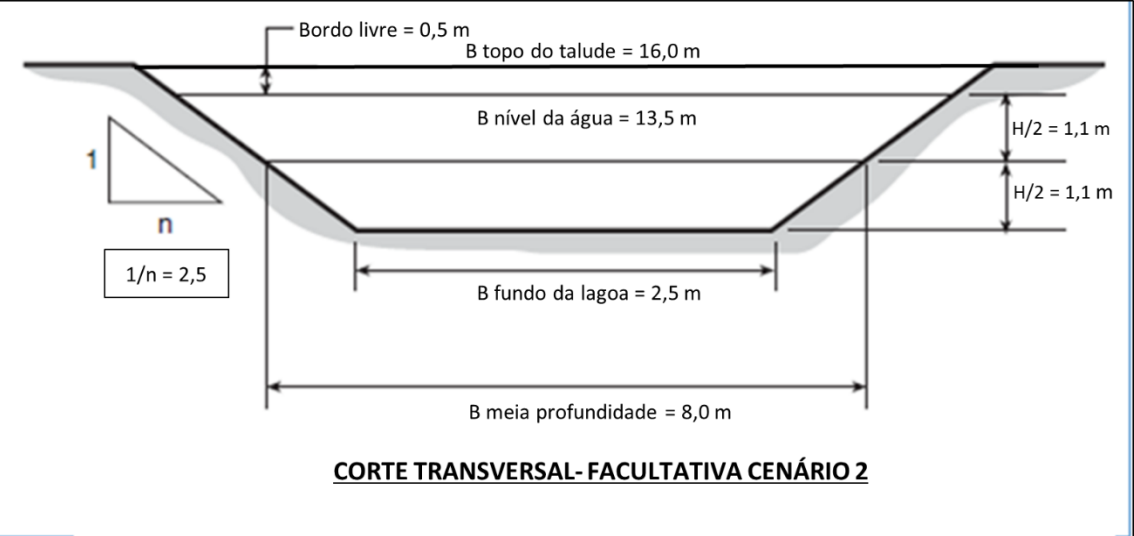 Bordo livre = 0,5 m
B topo do talude = 16,0 m
B nível da água = 13,5 m
H/2 = 1,1 m
1
H/2 = 1,1 m
n
1/n = 2,5
B fundo da lagoa = 2,5 m
B meia profundidade = 8,0 m
CORTE TRANSVERSAL- FACULTATIVA CENÁRIO 2